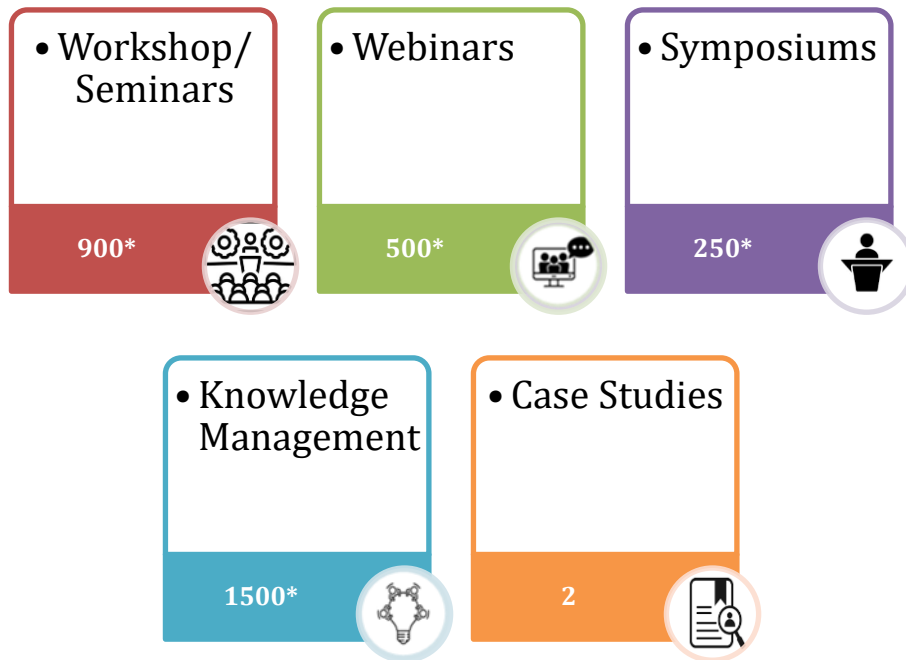 • Workshop/
Seminars
900*
• Webinars
500*
• Symposiums
250*
• Knowledge
Management
1500*
• Case Studies
2